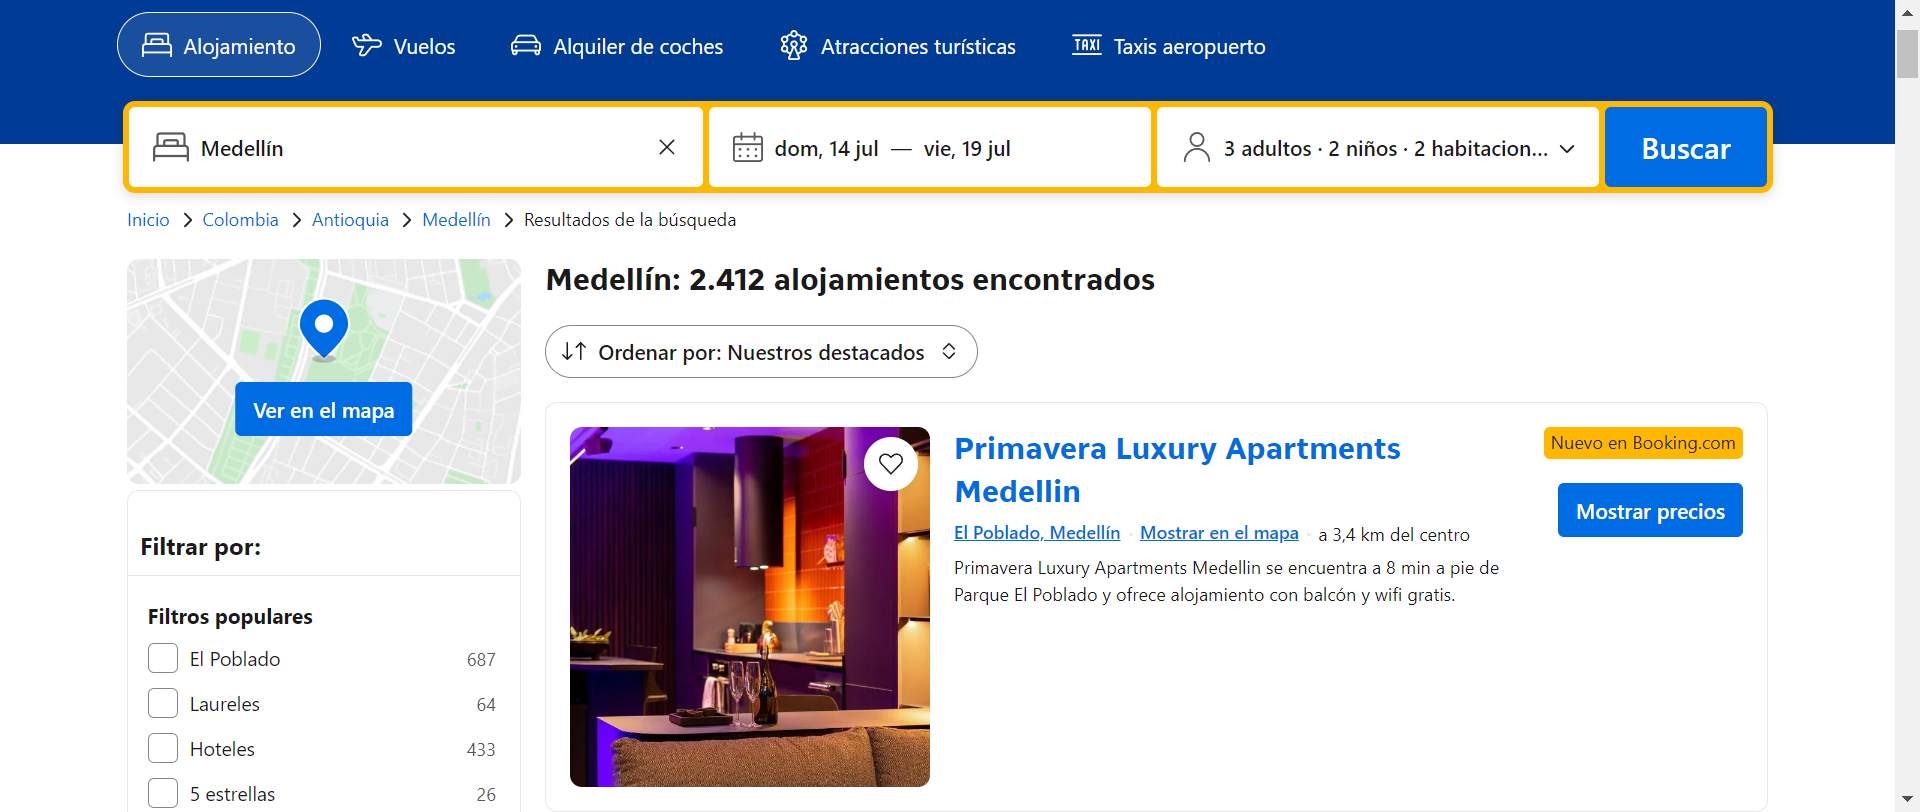 Alojamiento
Vuelos
Alquiler de coches
Atracciones turísticas
TAXI Taxis aeropuerto
Medellín
dom, 14 jul — vie, 19 jul
3 adultos · 2 niños · 2 habitacion...
Buscar
Inicio
Colombia
Antioquia
Medellín
Resultados de la búsqueda
Ver en el mapa
Medellín: 2.412 alojamientos encontrados
Ordenar por: Nuestros destacados
Filtrar por:
Filtros populares
El Poblado 687
Laureles 64
Hoteles 433
5 estrellas 26
Primavera Luxury Apartments
Medellin
Nuevo en Booking.com
Mostrar precios
El Poblado, Medellín · Mostrar en el mapa · a 3,4 km del centro
Primavera Luxury Apartments Medellin se encuentra a 8 min a pie de
Parque El Poblado y ofrece alojamiento con balcón y wifi gratis.